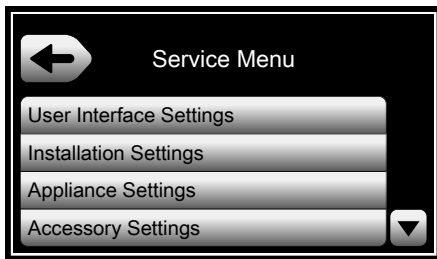 Service Menu
User Interface Settings
Installation Settings
Appliance Settings
Accessory Settings